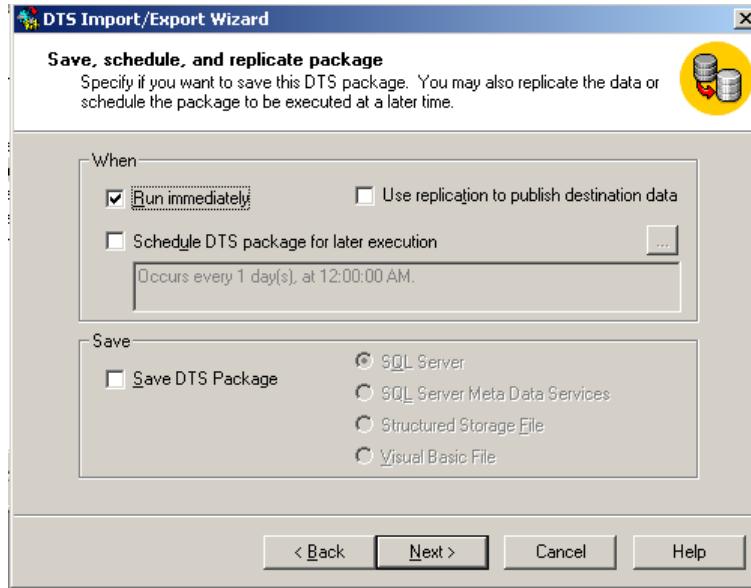 DTS Import/Export Wizard
Save, schedule, and replicate package
Specify if you want to save this DTS package. You may also replicate the data or
schedule the package to be executed at a later time.
When
Run immediately
Use replication to publish destination data
Schedule DTS package for later execution
...
Occurs every 1 day(s), at 12:00:00 AM.
Save
Save DTS Package
SQL Server
SQL Server Meta Data Services
Structured Storage File
Visual Basic File
< Back
Next >
Cancel
Help